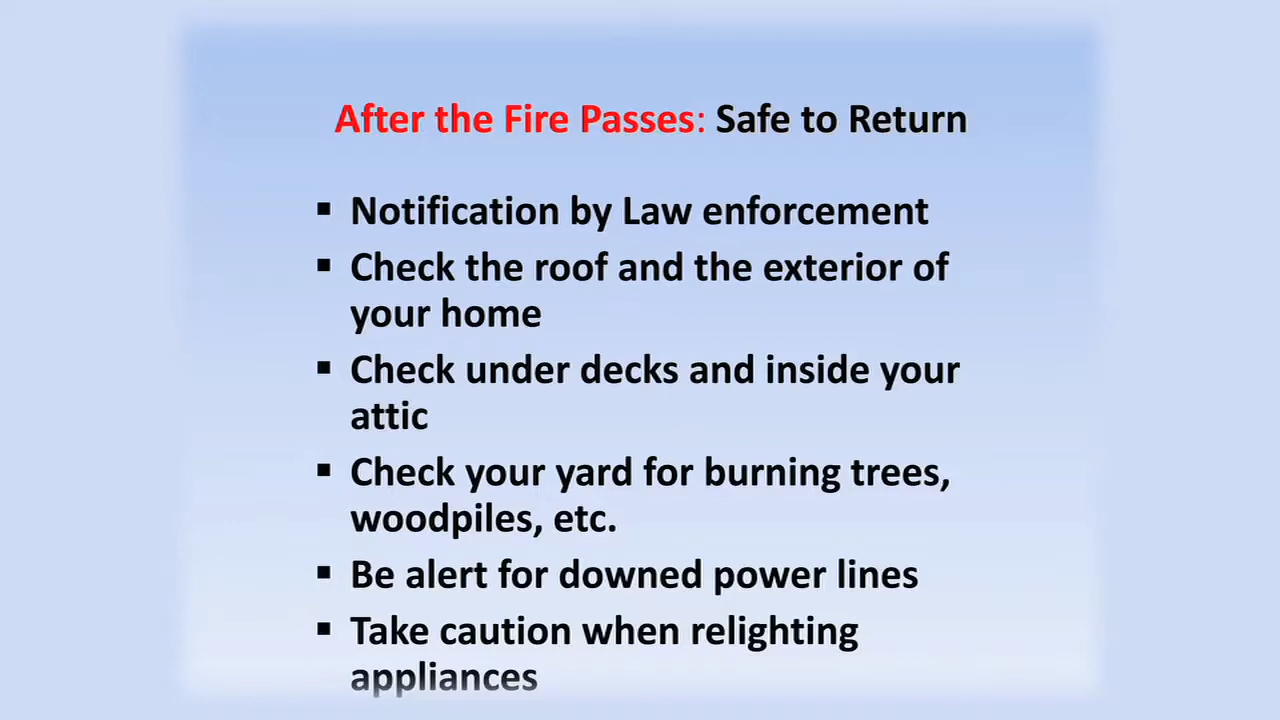 After the Fire Passes: Safe to Return
▪ Notification by Law enforcement
▪ Check the roof and the exterior of
your home
▪ Check under decks and inside your
attic
▪ Check your yard for burning trees,
woodpiles, etc.
▪ Be alert for downed power lines
▪ Take caution when relighting
appliances